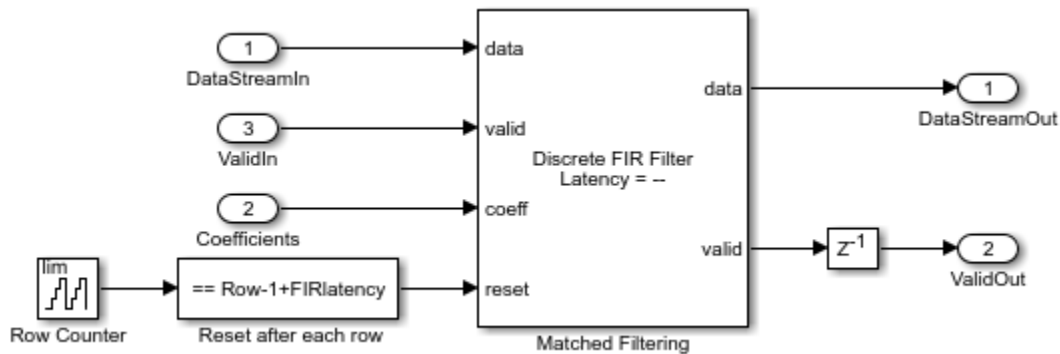 1
DataStreamIn
data
3
ValidIn
valid
2
Coefficients
coeff
lim
Row Counter
== Row-1+FIRlatency
Reset after each row
reset
Discrete FIR Filter
Latency = --
data
valid
Matched Filtering
1
DataStreamOut
Z⁻¹
2
ValidOut